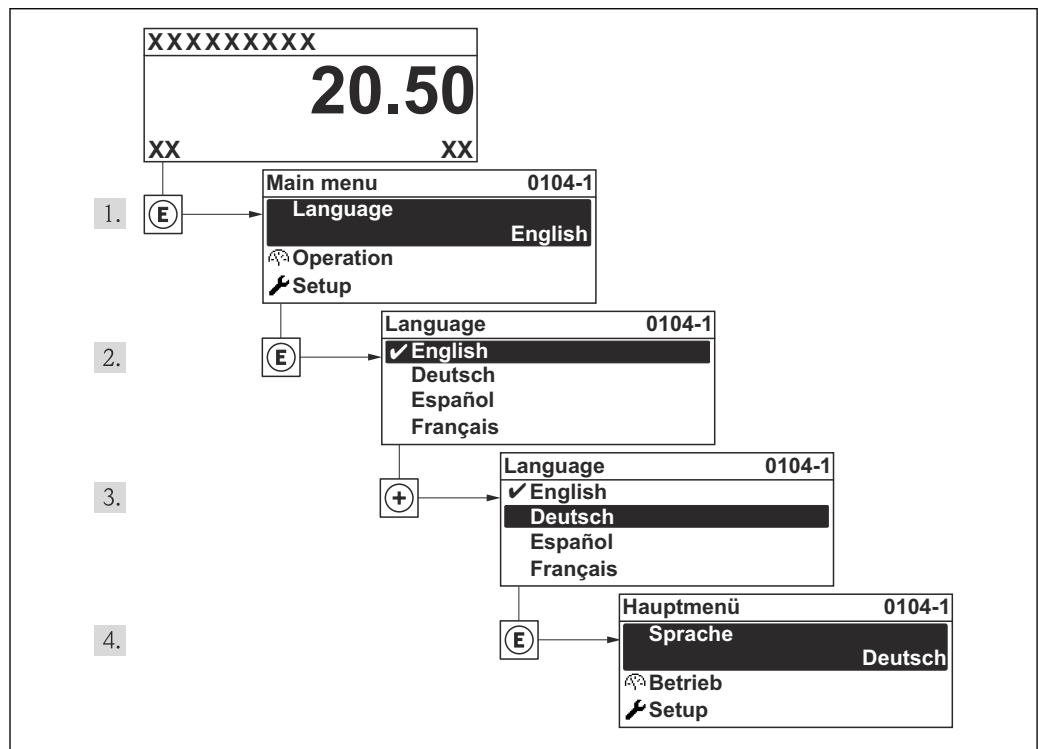 XXXXXXXXX
20.50
XX XX
1. E
Main menu 0104-1
Language
English
Operation
Setup
2. E
Language 0104-1
✔English
Deutsch
Español
Français
3. +
Language 0104-1
✔English
Deutsch
Español
Français
4. E
Hauptmenü 0104-1
Sprache
Deutsch
Betrieb
Setup